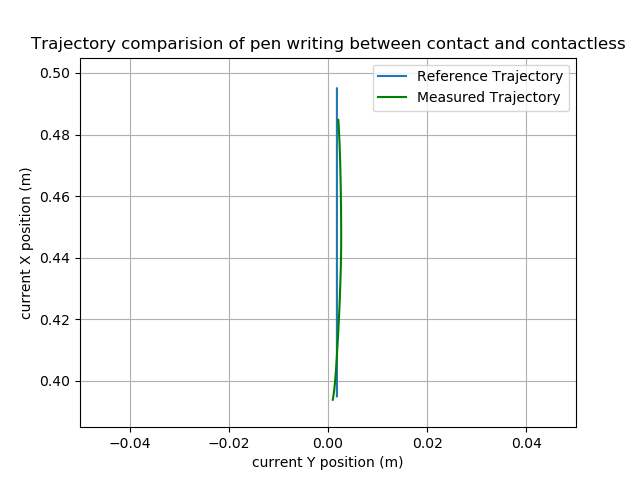 Trajectory comparision of pen writing between contact and contactless
Reference Trajectory
Measured Trajectory
0.50
0.48
0.46
0.44
0.42
0.40
current X position (m)
−0.04
−0.02
0.00
0.02
0.04
current Y position (m)